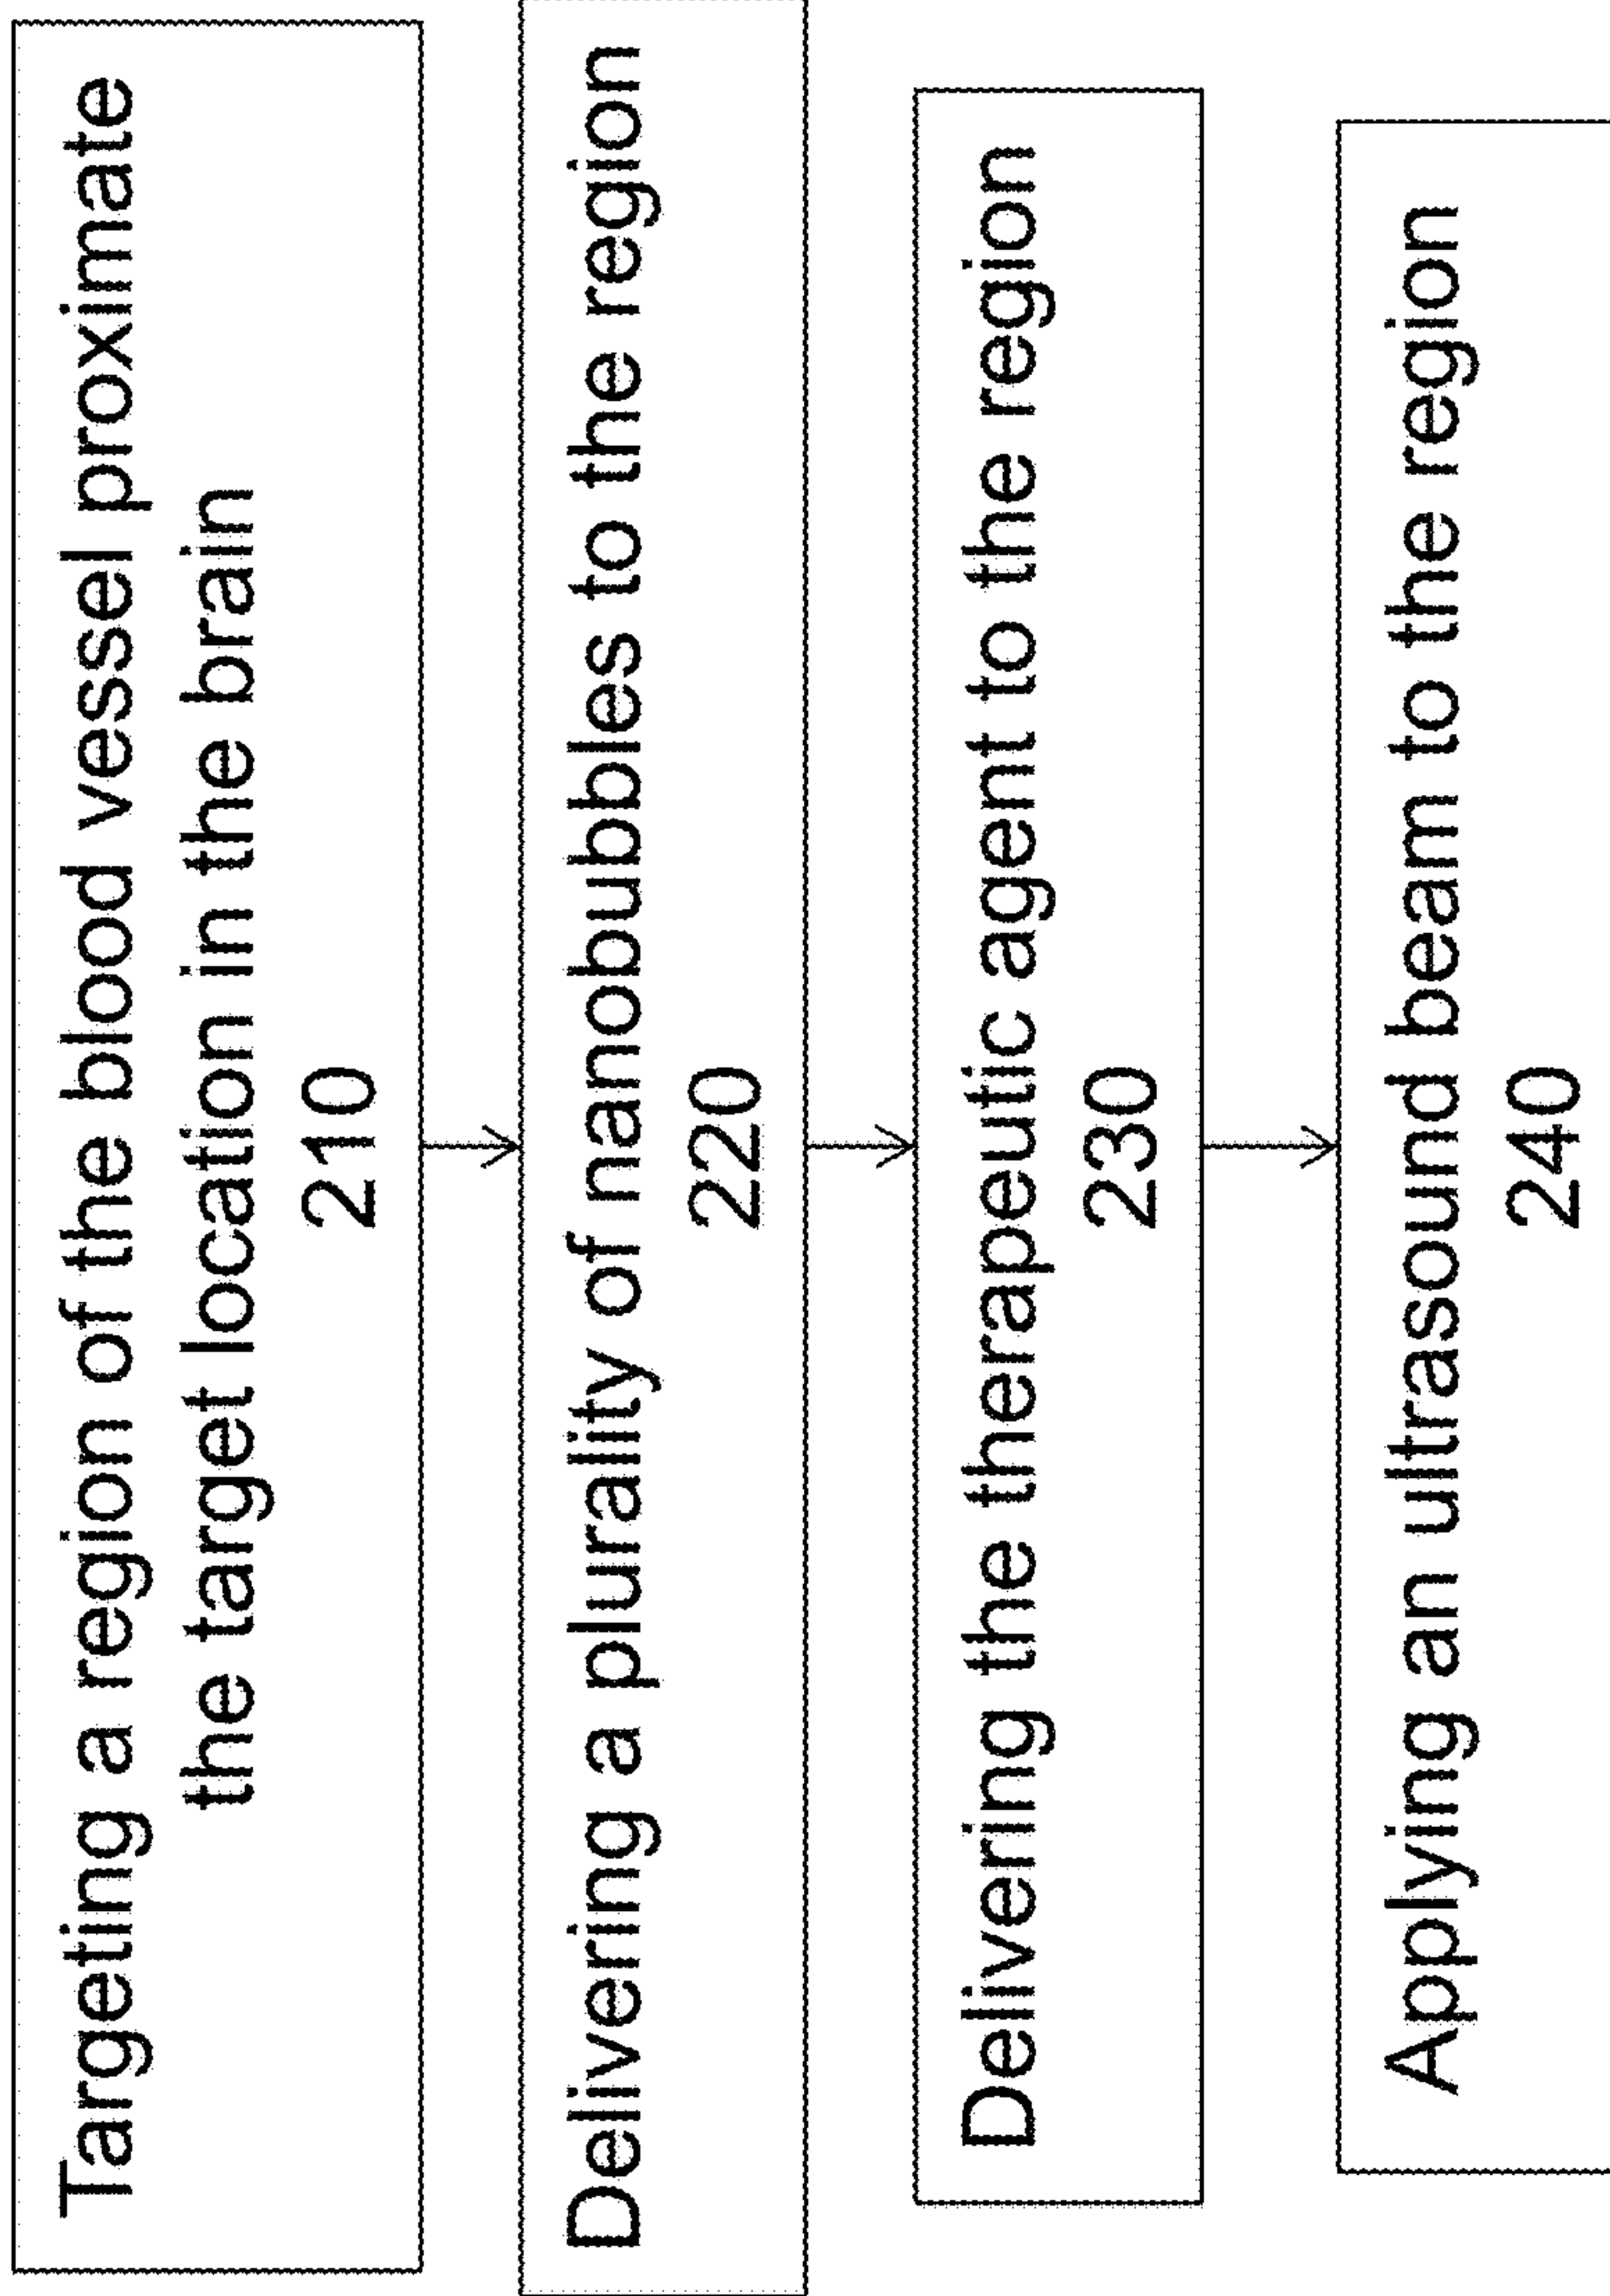 Targeting a region of the blood vessel proximate
the target location in the brain
210
Delivering a plurality of nanobubbles to the region
220
Delivering the therapeutic agent to the region
230
Applying an ultrasound beam to the region
240